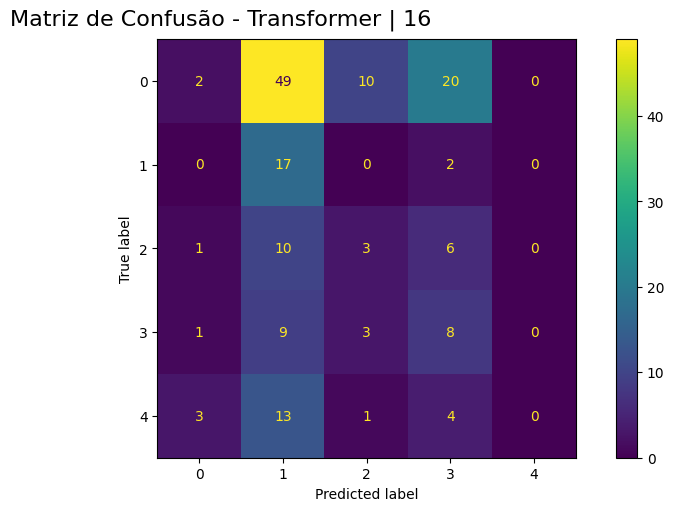 Matriz de Confusão - Transformer | 16
0 2 49 10 20 0
1 0 17 0 2 0
2 1 10 3 6 0
3 1 9 3 8 0
4 3 13 1 4 0
0 1 2 3 4
True label
Predicted label
40
30
20
10
0